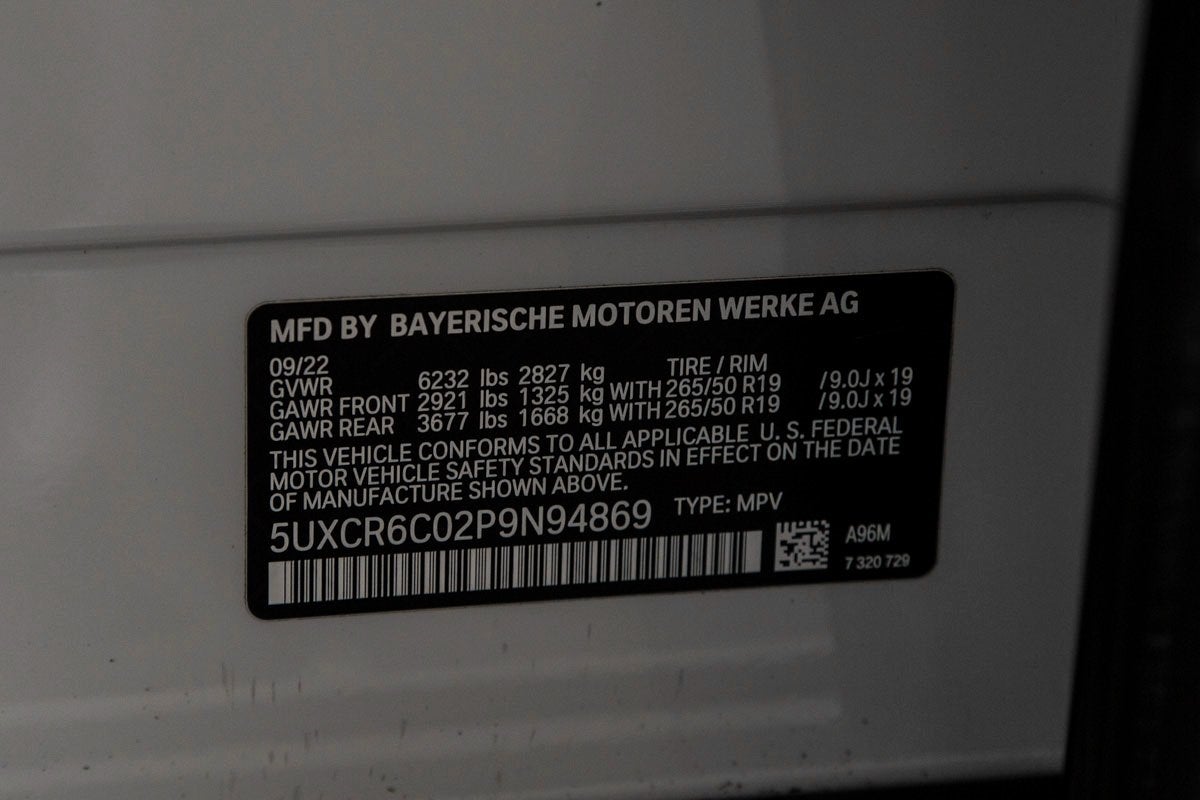 MFD BY BAYERISCHE MOTOREN WERKE AG
09/22 TIRE / RIM
GVWR 6232 lbs 2827 kg
GAWR FRONT 2921 lbs 1325 kg WITH 265/50 R19 /9.0J x 19
GAWR REAR 3677 lbs 1668 kg WITH 265/50 R19 /9.0J x 19
THIS VEHICLE CONFORMS TO ALL APPLICABLE U. S. FEDERAL
MOTOR VEHICLE SAFETY STANDARDS IN EFFECT ON THE DATE
OF MANUFACTURE SHOWN ABOVE.
5UXCR6C02P9N94869 TYPE: MPV
A96M
7 320 729